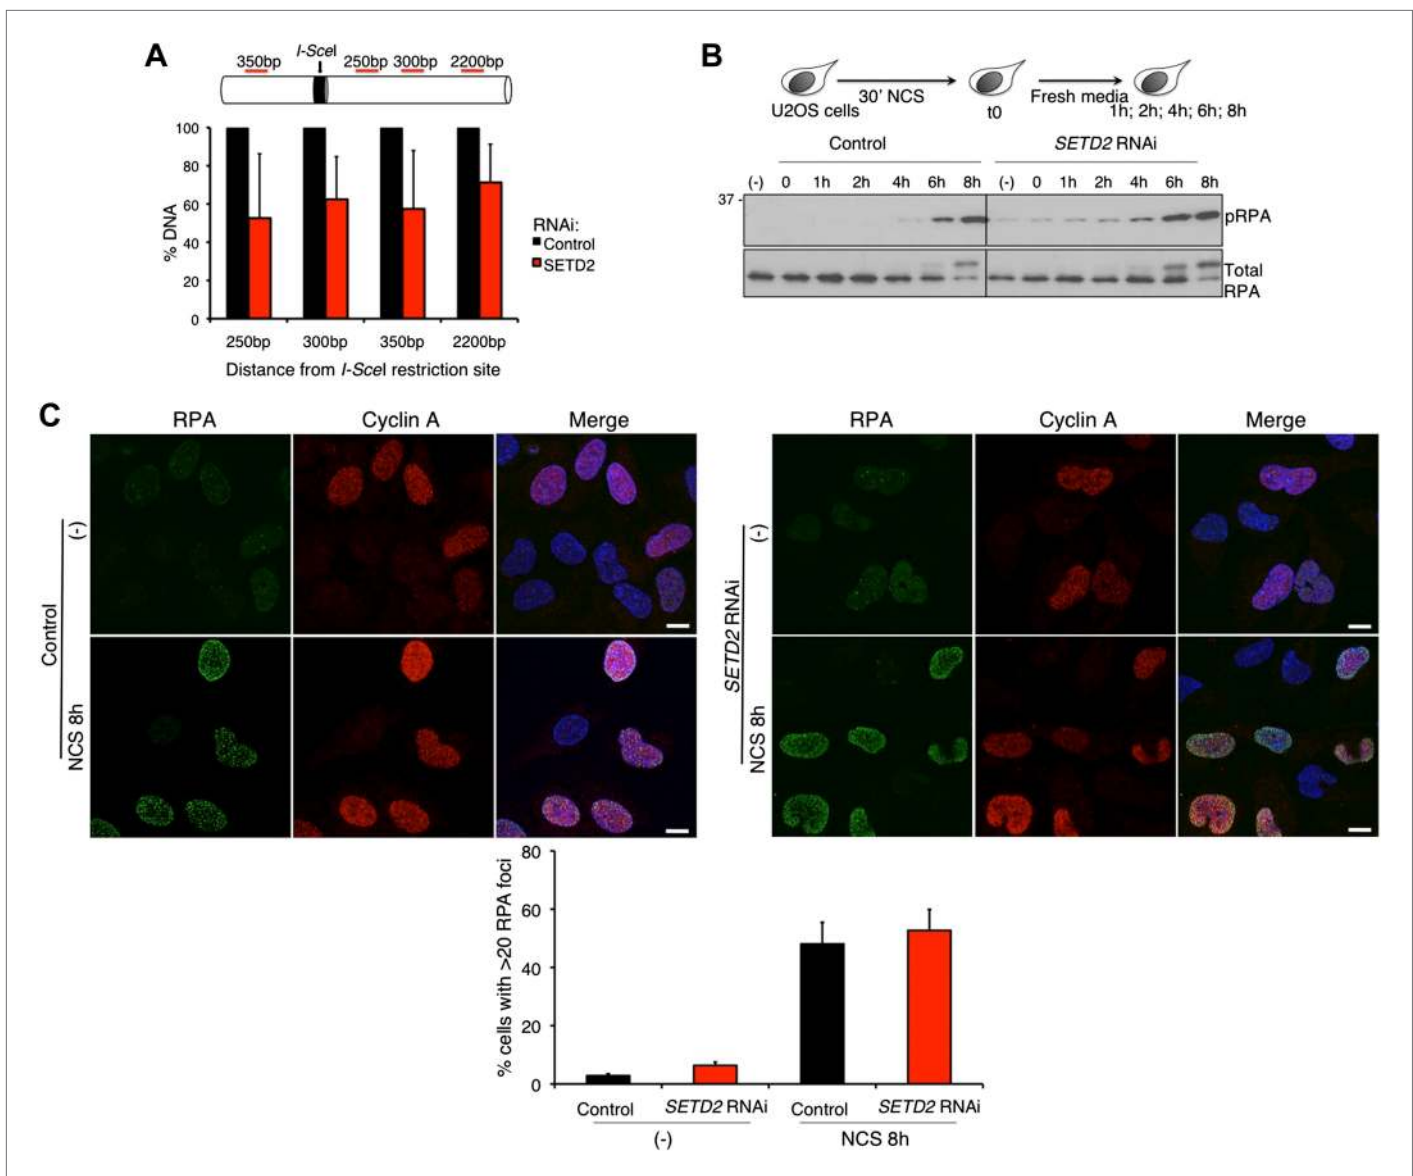 A
I-SceI
350bp
250bp
300bp
2200bp
100
80
60
40
20
0
% DNA
RNAi:
Control
SETD2
250bp
300bp
350bp
2200bp
Distance from I-SceI restriction site
B
30' NCS
Fresh media
U2OS cells
t0
1h; 2h; 4h; 6h; 8h
Control
SETD2 RNAi
(-) 0 1h 2h 4h 6h 8h
(-) 0 1h 2h 4h 6h 8h
37 -
pRPA
Total
RPA
C
RPA
Cyclin A
Merge
RPA
Cyclin A
Merge
Control
(-)
NCS 8h
SETD2 RNAi
(-)
NCS 8h
80
60
40
20
0
% cells with >20 RPA foci
Control
SETD2 RNAi
Control
SETD2 RNAi
(-)
NCS 8h